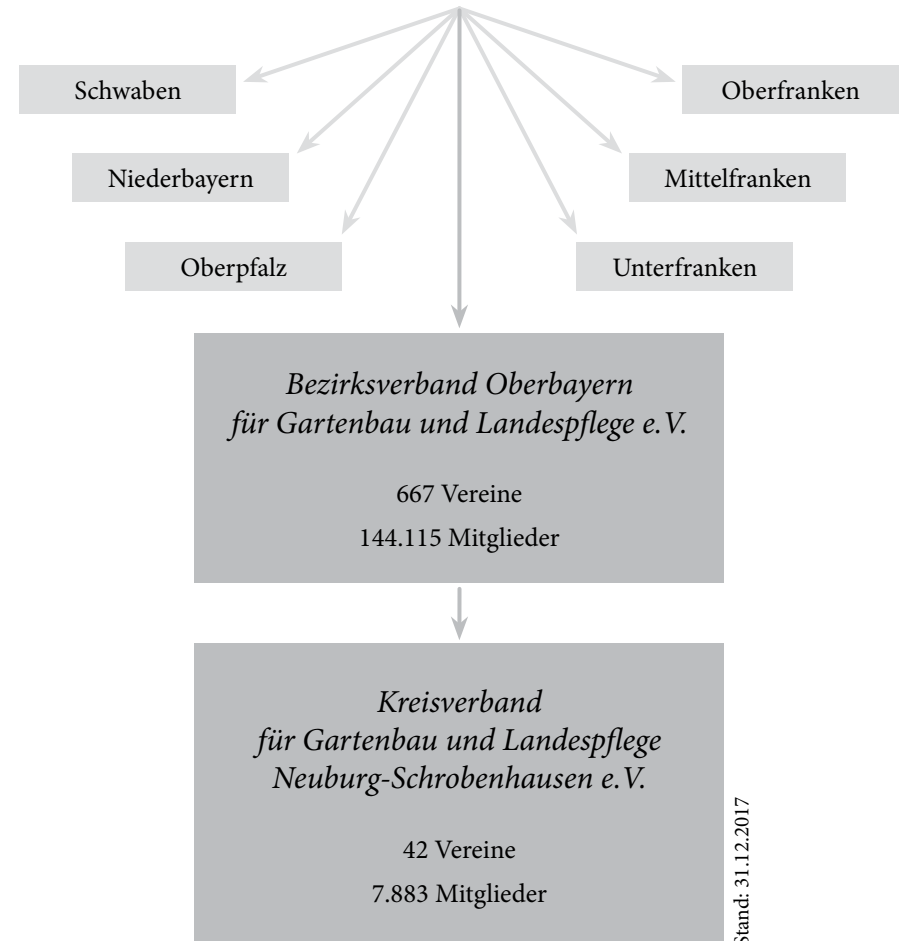 Schwaben
Oberfranken
Niederbayern
Mittelfranken
Oberpfalz
Unterfranken
Bezirksverband Oberbayern
für Gartenbau und Landespflege e.V.
667 Vereine
144.115 Mitglieder
Kreisverband
für Gartenbau und Landespflege
Neuburg-Schrobenhausen e.V.
42 Vereine
7.883 Mitglieder
Stand: 31.12.2017